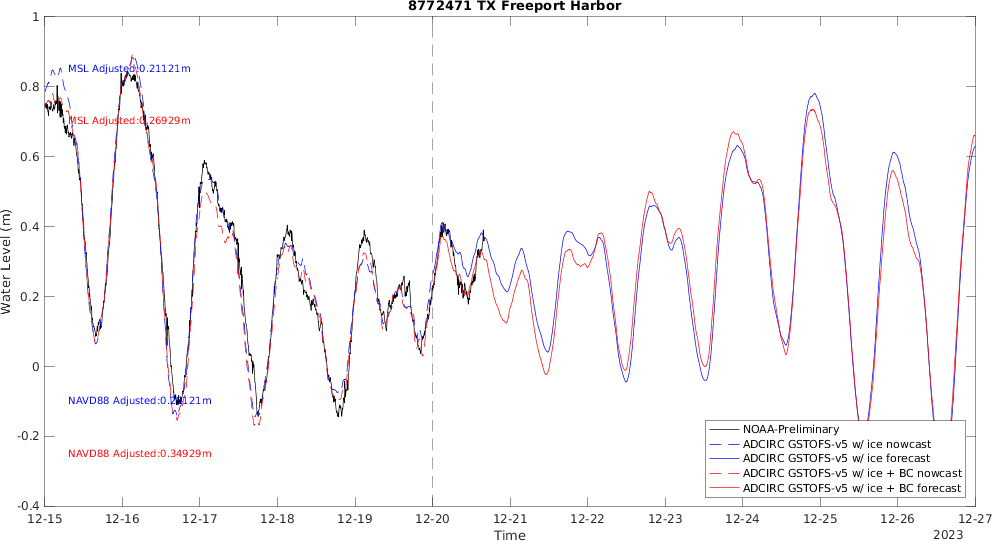 8772471 TX Freeport Harbor
1
0.8
0.6
0.4
0.2
0
-0.2
-0.4
Water Level (m)
MSL Adjusted:0.21121m
MSL Adjusted:0.26929m
NAVD88 Adjusted:0.29121m
NAVD88 Adjusted:0.34929m
NOAA-Preliminary
ADCIRC GSTOFS-v5 w/ ice nowcast
ADCIRC GSTOFS-v5 w/ ice forecast
ADCIRC GSTOFS-v5 w/ ice + BC nowcast
ADCIRC GSTOFS-v5 w/ ice + BC forecast
12-15 12-16 12-17 12-18 12-19 12-20 12-21 12-22 12-23 12-24 12-25 12-26 12-27
Time
2023